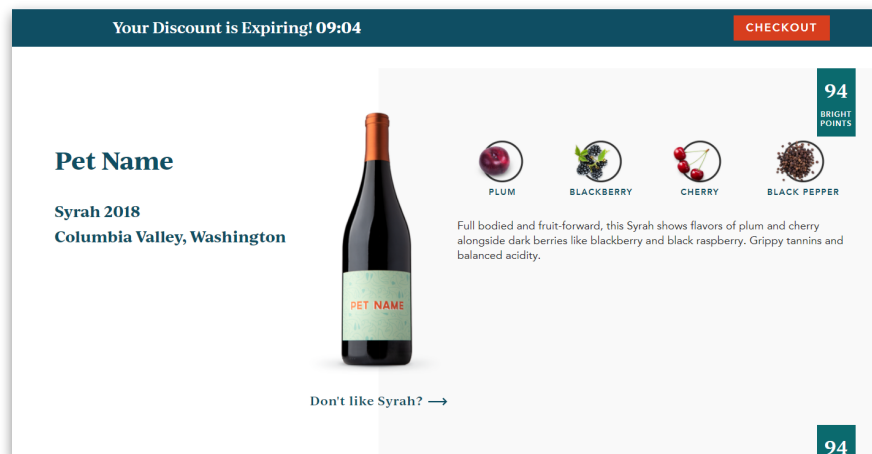 Your Discount is Expiring! 09:04
CHECKOUT
94
BRIGHT
POINTS
Pet Name
Syrah 2018
Columbia Valley, Washington
PET NAME
PLUM
BLACKBERRY
CHERRY
BLACK PEPPER
Full bodied and fruit-forward, this Syrah shows flavors of plum and cherry
alongside dark berries like blackberry and black raspberry. Grippy tannins and
balanced acidity.
Don't like Syrah? →
94